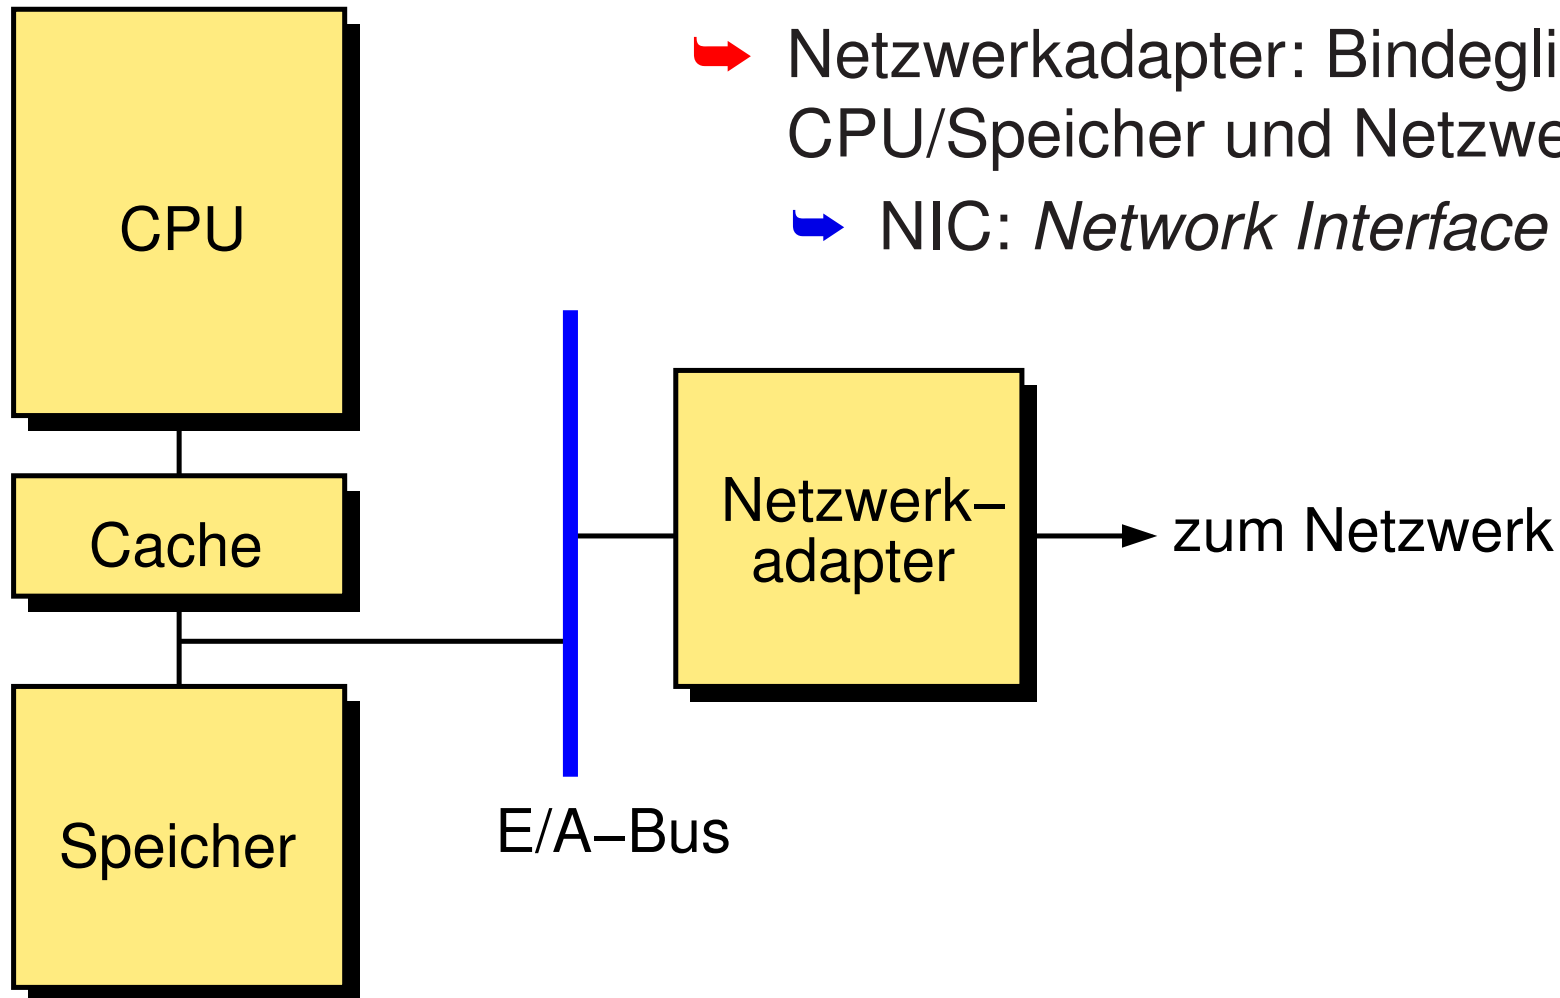 Netzwerkadapter: Bindegli
CPU/Speicher und Netzwe
NIC: Network Interface
CPU
Cache
Netzwerk–
adapter
zum Netzwerk
Speicher
E/A–Bus